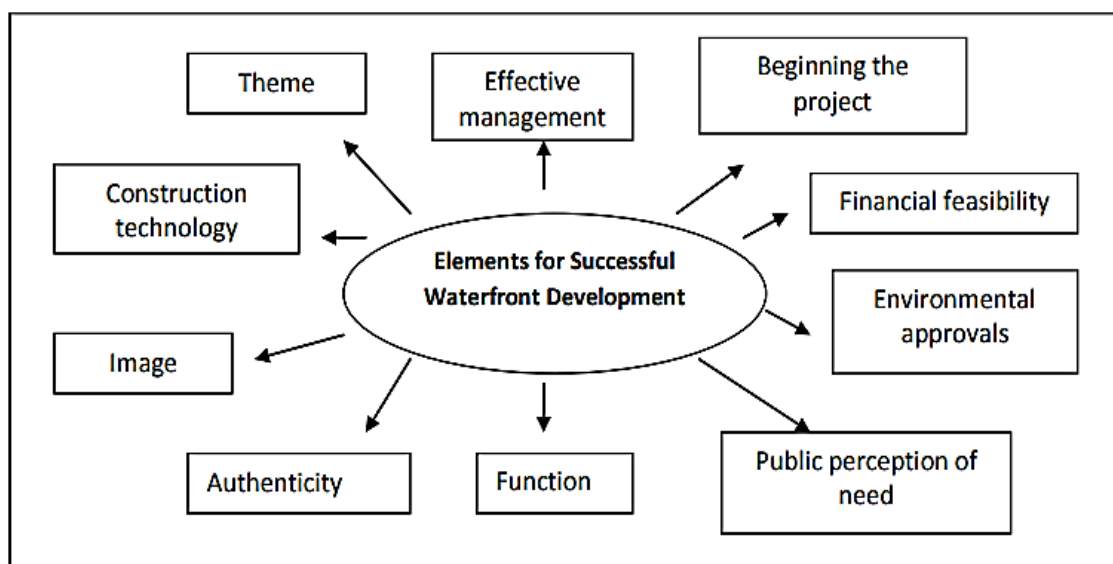 Theme
Effective
management
Beginning the
project
Construction
technology
Financial feasibility
Elements for Successful
Waterfront Development
Environmental
approvals
Image
Authenticity
Function
Public perception of
need